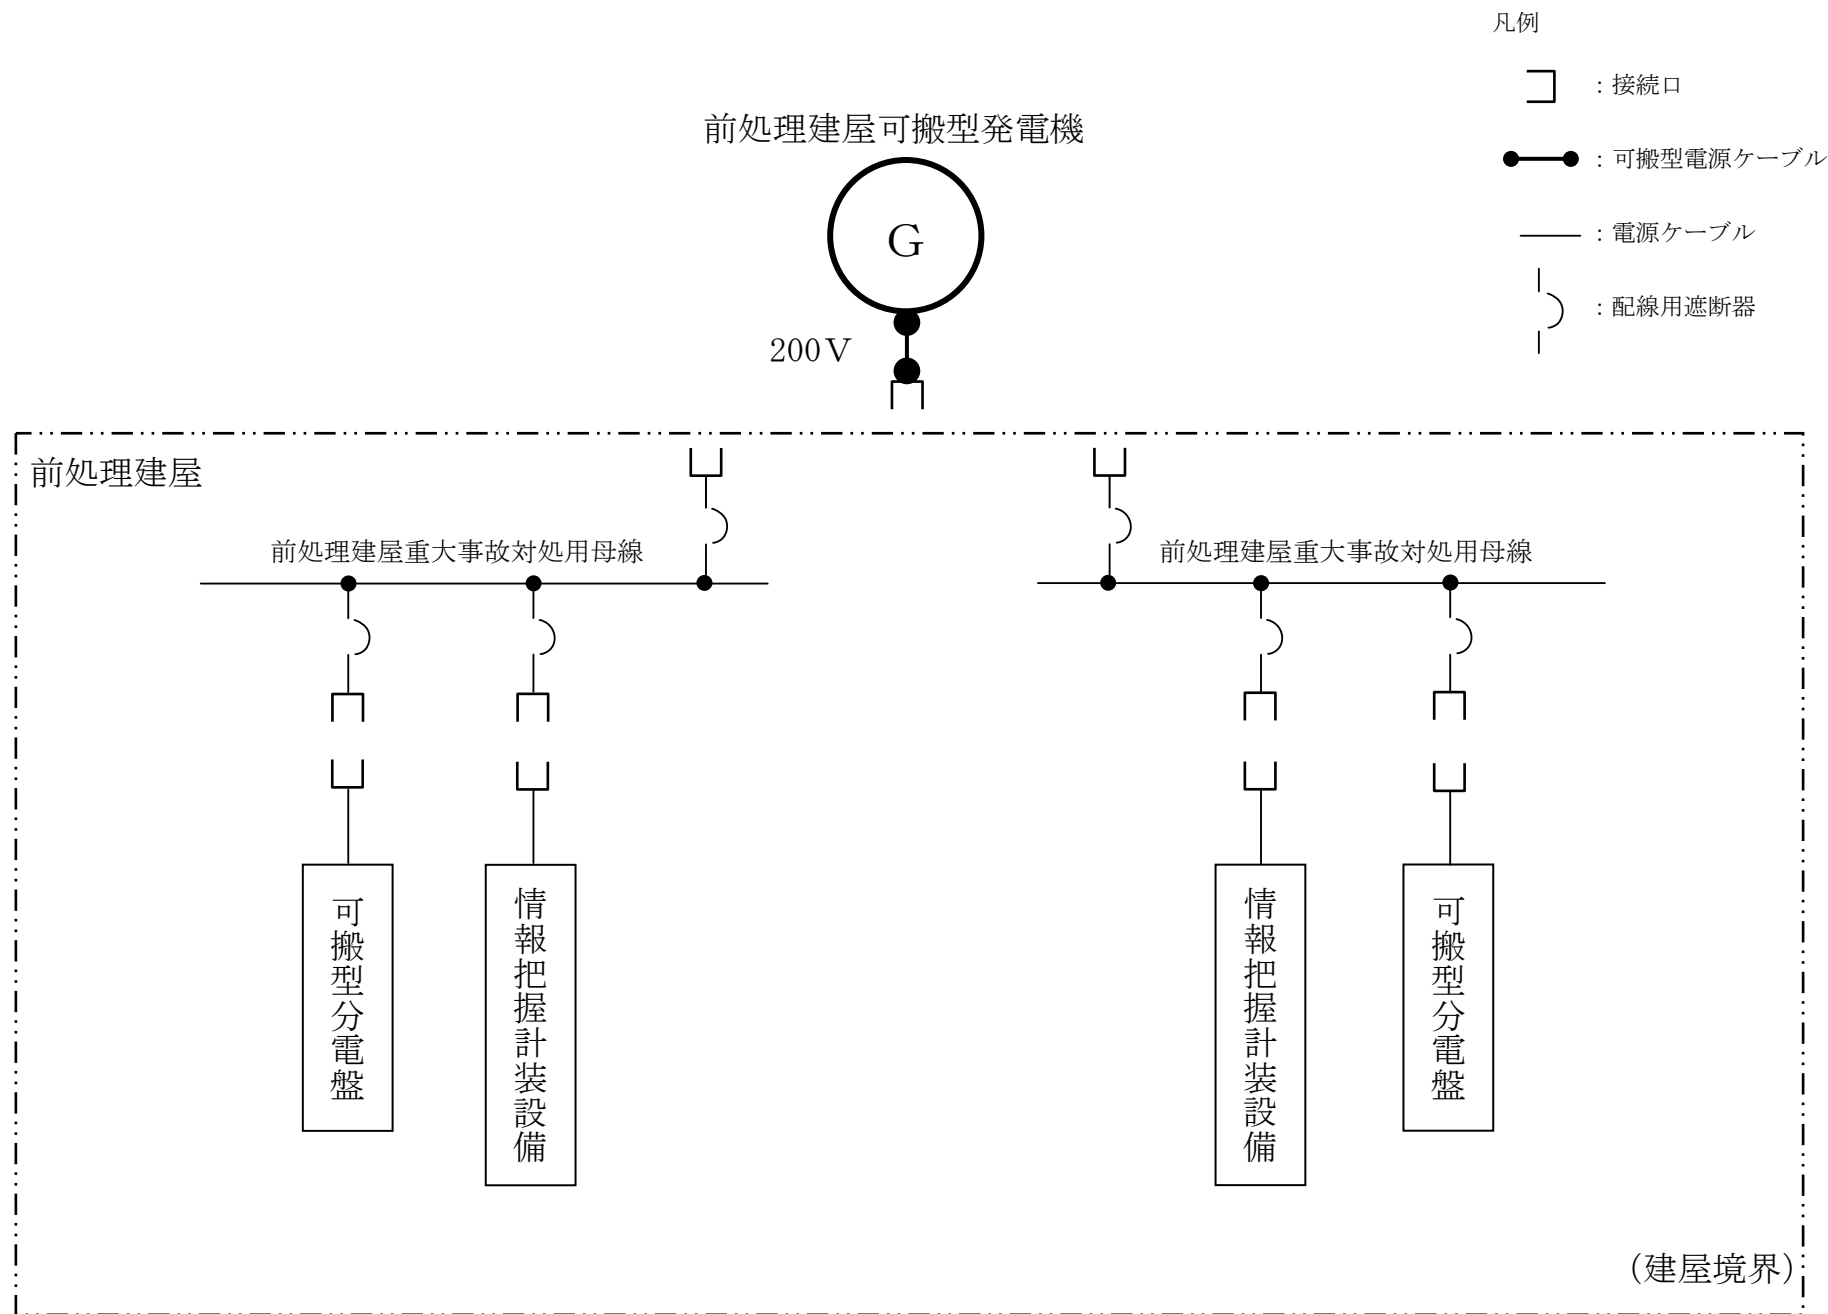 凡例
：接続口
：可搬型電源ケーブル
：電源ケーブル
：配線用遮断器
前処理建屋可搬型発電機
G
200V
前処理建屋
前処理建屋重大事故対処用母線
前処理建屋重大事故対処用母線
可搬型分電盤
情報把握計装設備
情報把握計装設備
可搬型分電盤
（建屋境界）